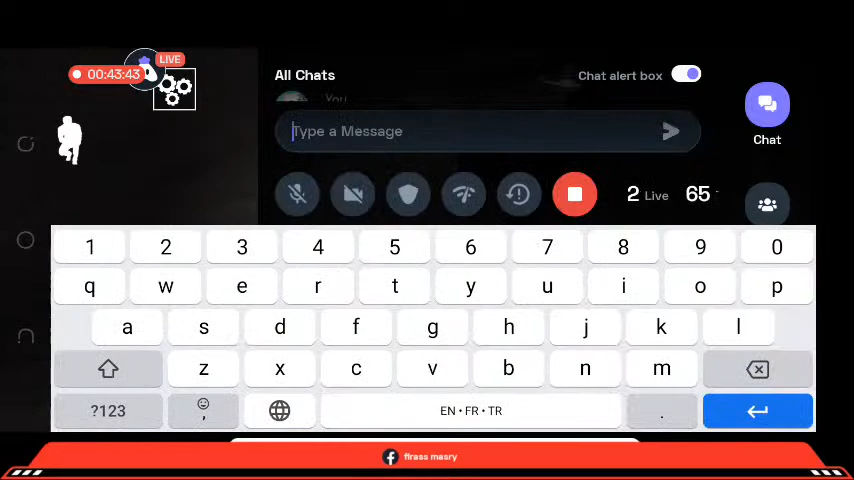 LIVE
00:43:43
All Chats
Chat alert box
You
Type a Message
Chat
2 Live 65
1 2 3 4 5 6 7 8 9 0
q w e r t y u i o p
a s d f g h j k l
z x c v b n m
?123 , EN • FR • TR .
firass masry